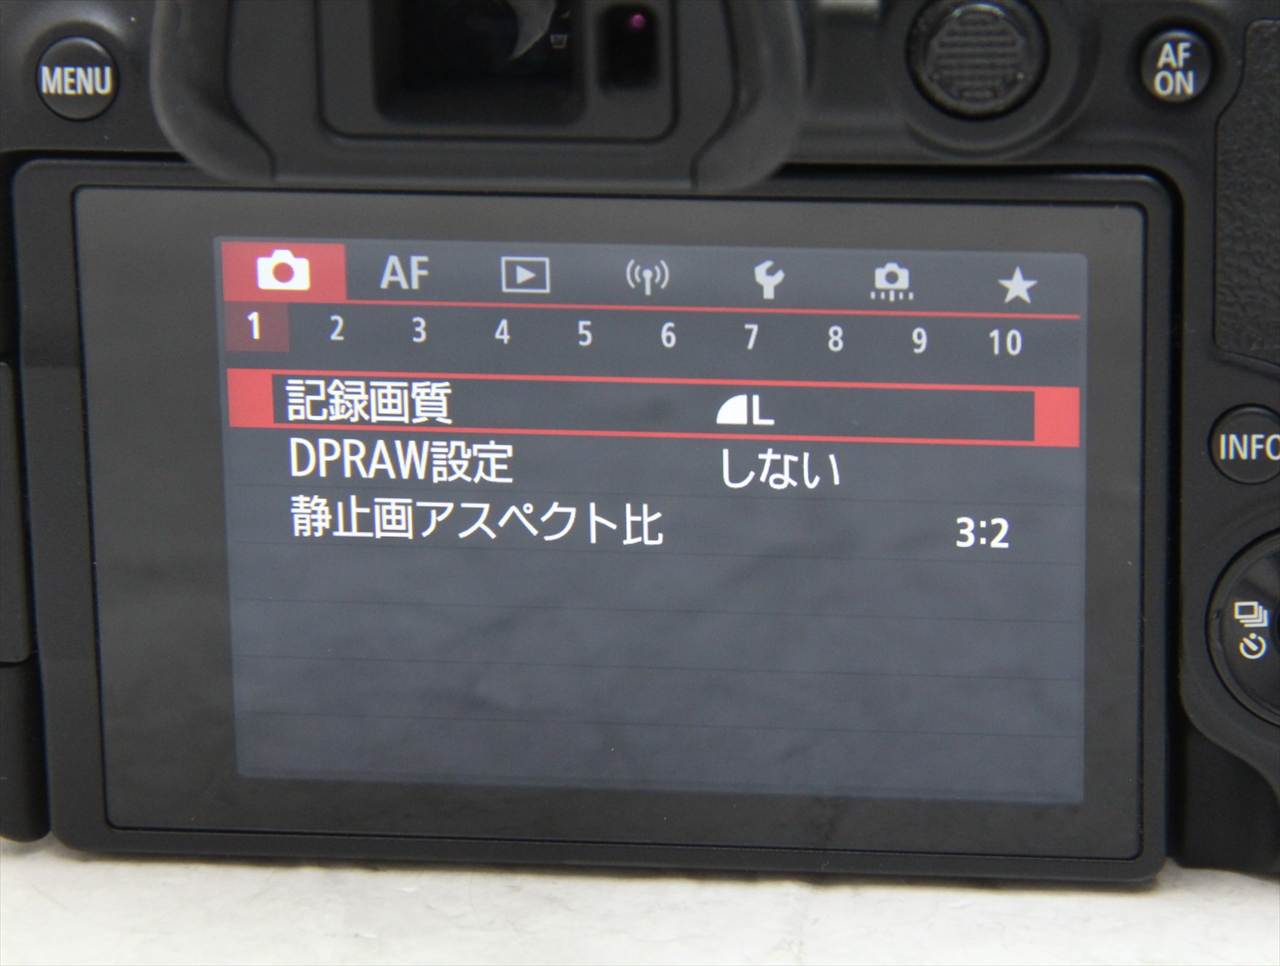 MENU
AF
ON
AF
1 2 3 4 5 6 7 8 9 10
記録画質 L
DPRAW設定 しない
静止画アスペクト比 3:2
INFO